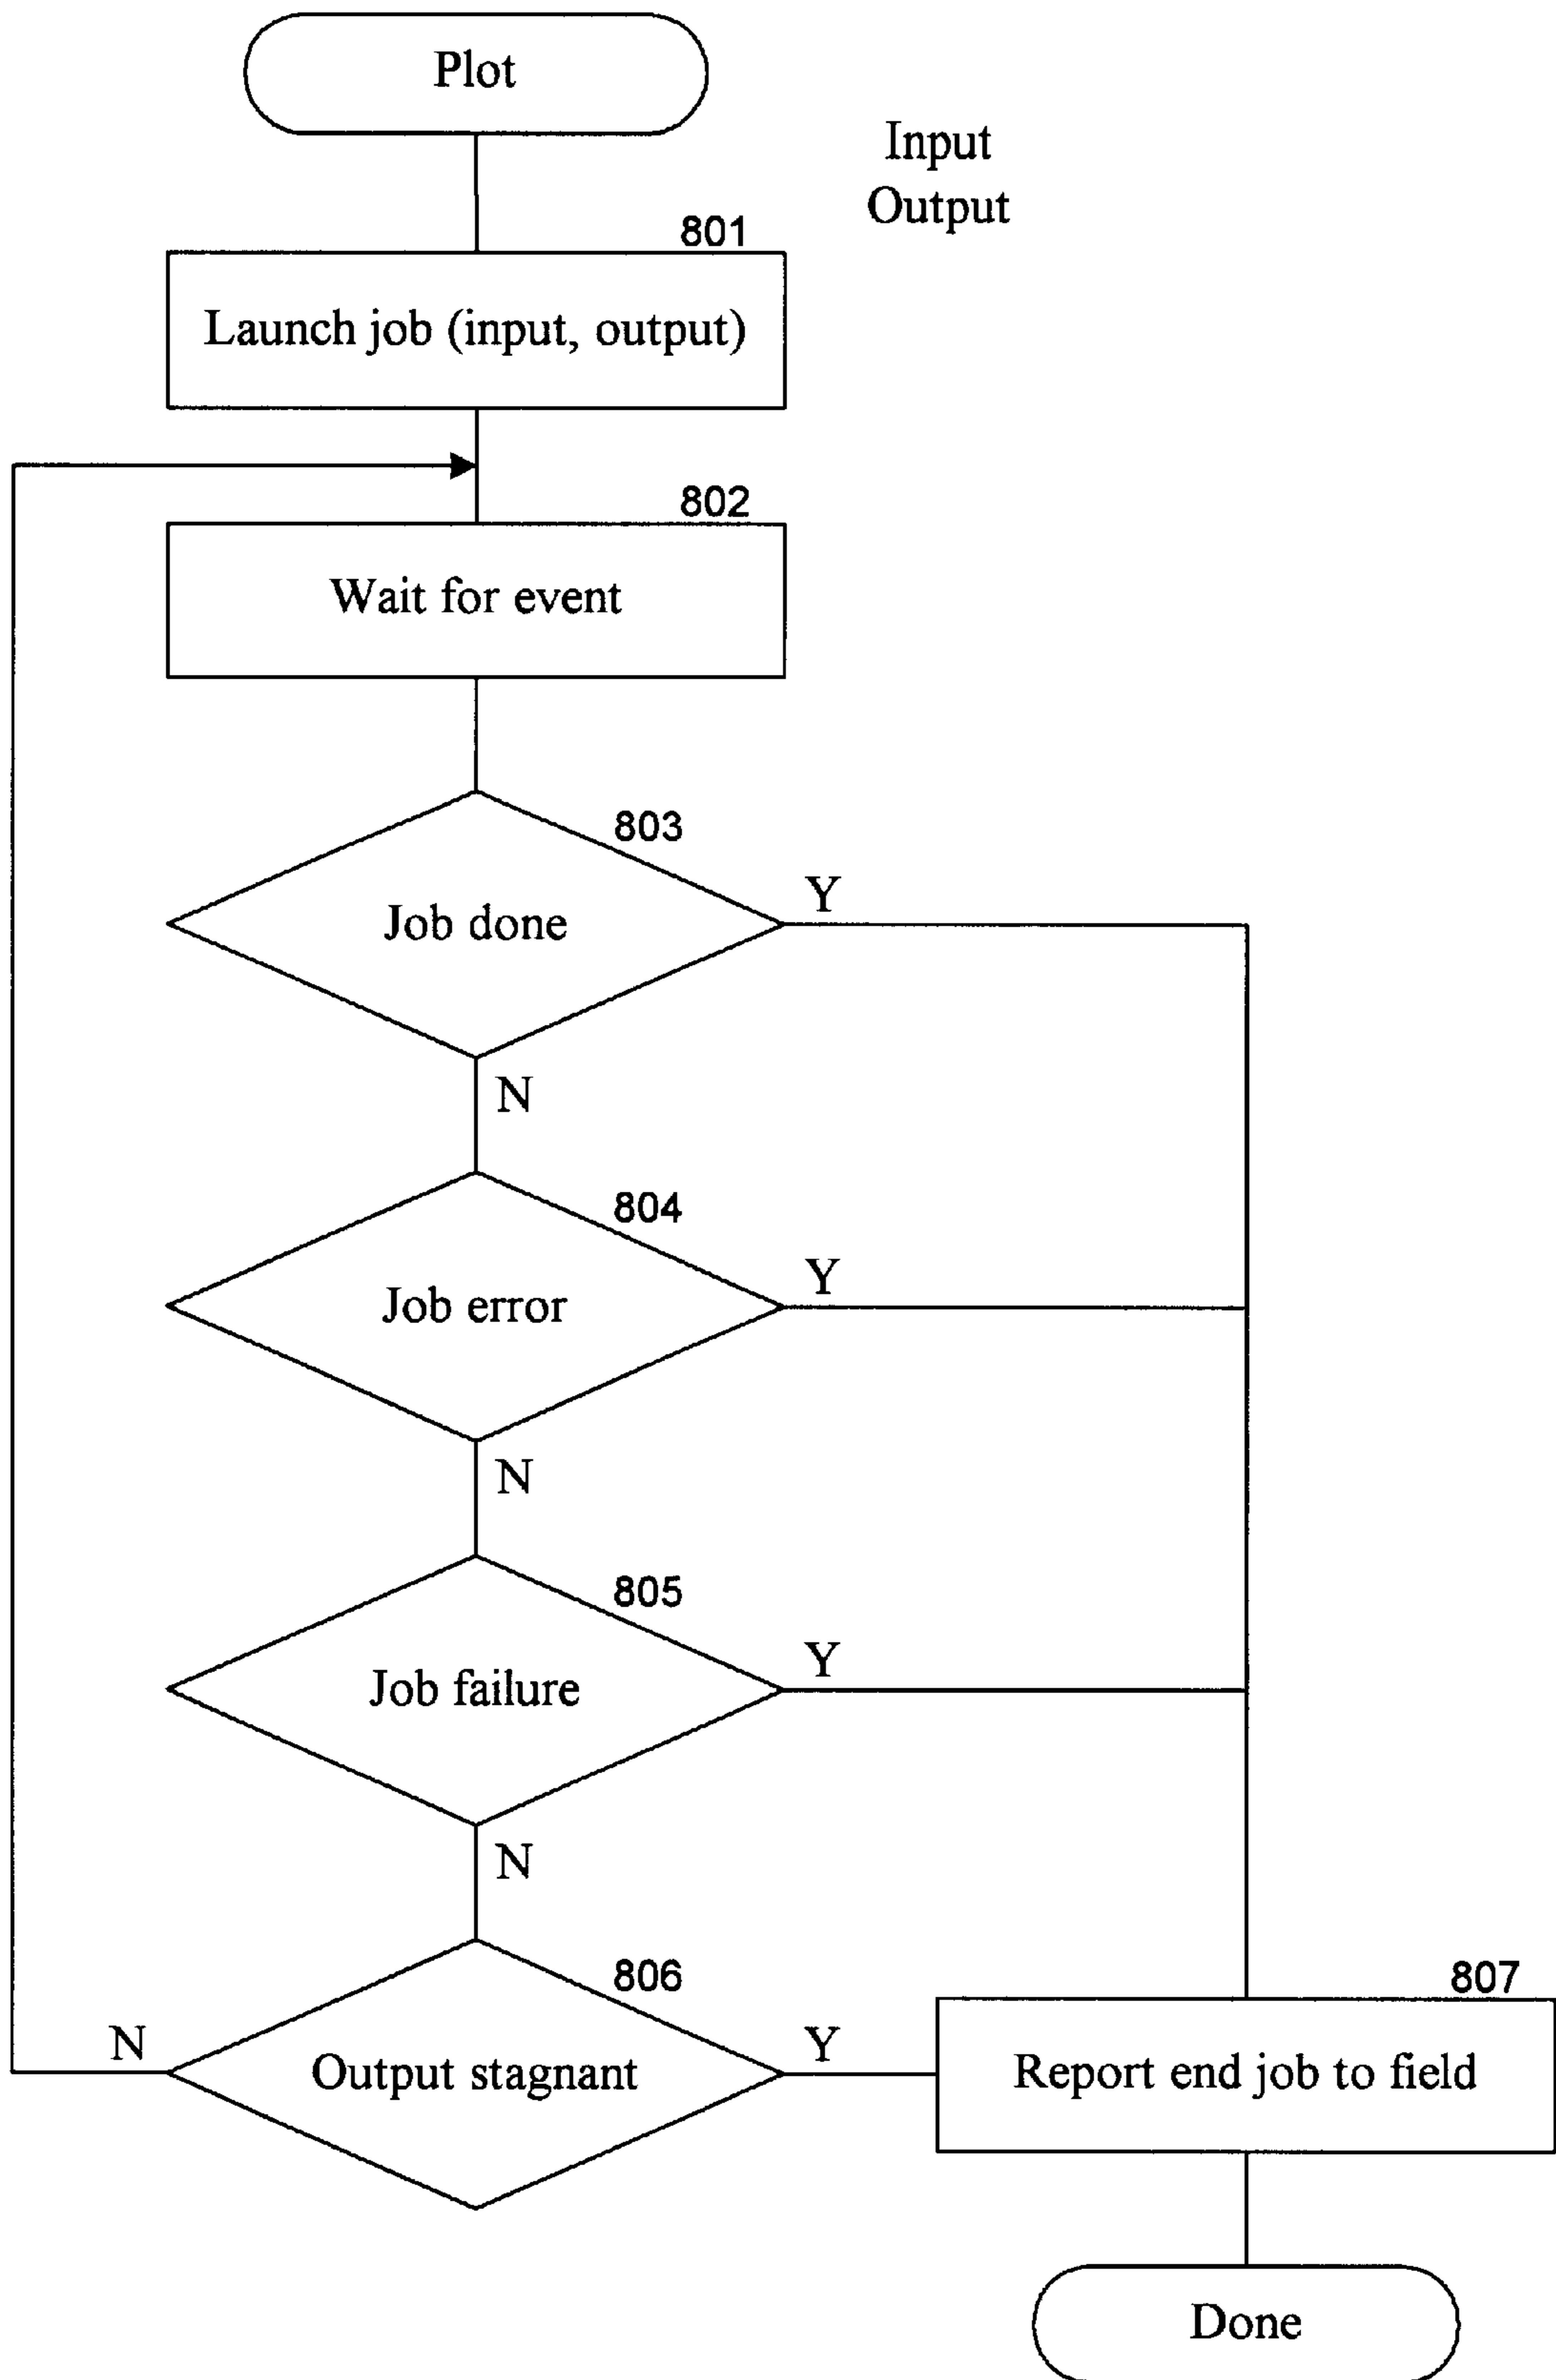 Plot
Input
Output
801
Launch job (input, output)
802
Wait for event
803
Job done
Y
N
804
Job error
Y
N
805
Job failure
Y
N
806
Output stagnant
N
Y
807
Report end job to field
Done